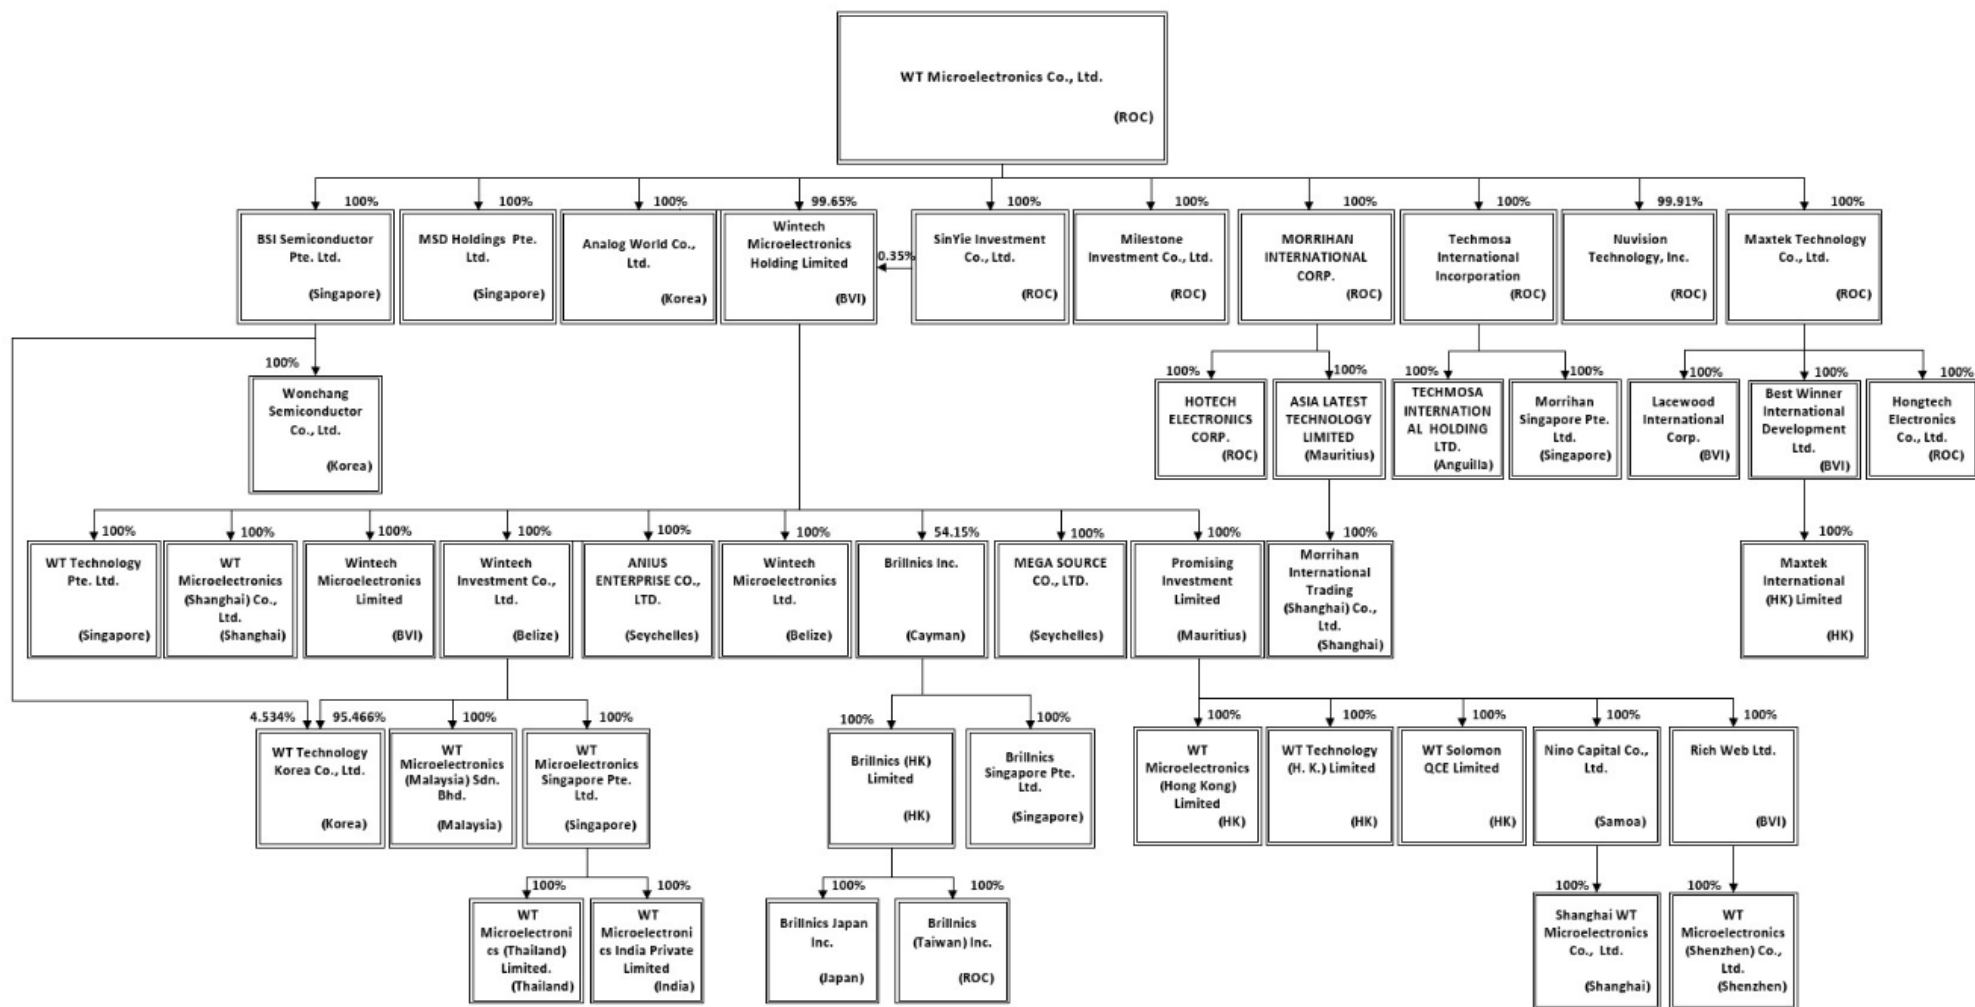 WT Microelectronics Co., Ltd.
(ROC)
100%
BSI Semiconductor
Pte. Ltd.
(Singapore)
100%
MSD Holdings Pte.
Ltd.
(Singapore)
100%
Analog World Co.,
Ltd.
(Korea)
99.65%
Wintech
Microelectronics
Holding Limited
(BVI)
0.35%
100%
SinYie Investment
Co., Ltd.
(ROC)
100%
Milestone
Investment Co., Ltd.
(ROC)
100%
MORRIHAN
INTERNATIONAL
CORP.
(ROC)
100%
Techmosa
International
Incorporation
(ROC)
99.91%
Nuvision
Technology, Inc.
(ROC)
100%
Maxtek Technology
Co., Ltd.
(ROC)
100%
Wonchang
Semiconductor
Co., Ltd.
(Korea)
100%
HOTECH
ELECTRONICS
CORP.
(ROC)
100%
ASIA LATEST
TECHNOLOGY
LIMITED
(Mauritius)
100%
TECHMOSA
INTERNATION
AL HOLDING
LTD.
(Anguilla)
100%
Morrihan
Singapore Pte.
Ltd.
(Singapore)
100%
Lacewood
International
Corp.
(BVI)
100%
Best Winner
International
Development
Ltd.
(BVI)
100%
Hongtech
Electronics
Co., Ltd.
(ROC)
100%
WT Technology
Pte. Ltd.
(Singapore)
100%
WT
Microelectronics
(Shanghai) Co.,
Ltd.
(Shanghai)
100%
Wintech
Microelectronics
Limited
(BVI)
100%
Wintech
Investment Co.,
Ltd.
(Belize)
100%
ANIUS
ENTERPRISE CO.,
LTD.
(Seychelles)
100%
Wintech
Microelectronics
Ltd.
(Belize)
54.15%
Brillnics Inc.
(Cayman)
100%
MEGA SOURCE
CO., LTD.
(Seychelles)
100%
Promising
Investment
Limited
(Mauritius)
100%
Morrihan
International
Trading
(Shanghai) Co.,
Ltd.
(Shanghai)
100%
Maxtek
International
(HK) Limited
(HK)
4.534%
95.466%
WT Technology
Korea Co., Ltd.
(Korea)
100%
WT
Microelectronics
(Malaysia) Sdn.
Bhd.
(Malaysia)
100%
WT
Microelectronics
Singapore Pte.
Ltd.
(Singapore)
100%
Brillnics (HK)
Limited
(HK)
100%
Brillnics
Singapore Pte.
Ltd.
(Singapore)
100%
WT
Microelectronics
(Hong Kong)
Limited
(HK)
100%
WT Technology
(H. K.) Limited
(HK)
100%
WT Solomon
QCE Limited
(HK)
100%
Nino Capital Co.,
Ltd.
(Samoa)
100%
Rich Web Ltd.
(BVI)
100%
WT
Microelectroni
cs (Thailand)
Limited.
(Thailand)
100%
WT
Microelectroni
cs India Private
Limited
(India)
100%
Brillnics Japan
Inc.
(Japan)
100%
Brillnics
(Taiwan) Inc.
(ROC)
100%
Shanghai WT
Microelectronics
Co., Ltd.
(Shanghai)
100%
WT
Microelectronics
(Shenzhen) Co.,
Ltd.
(Shenzhen)